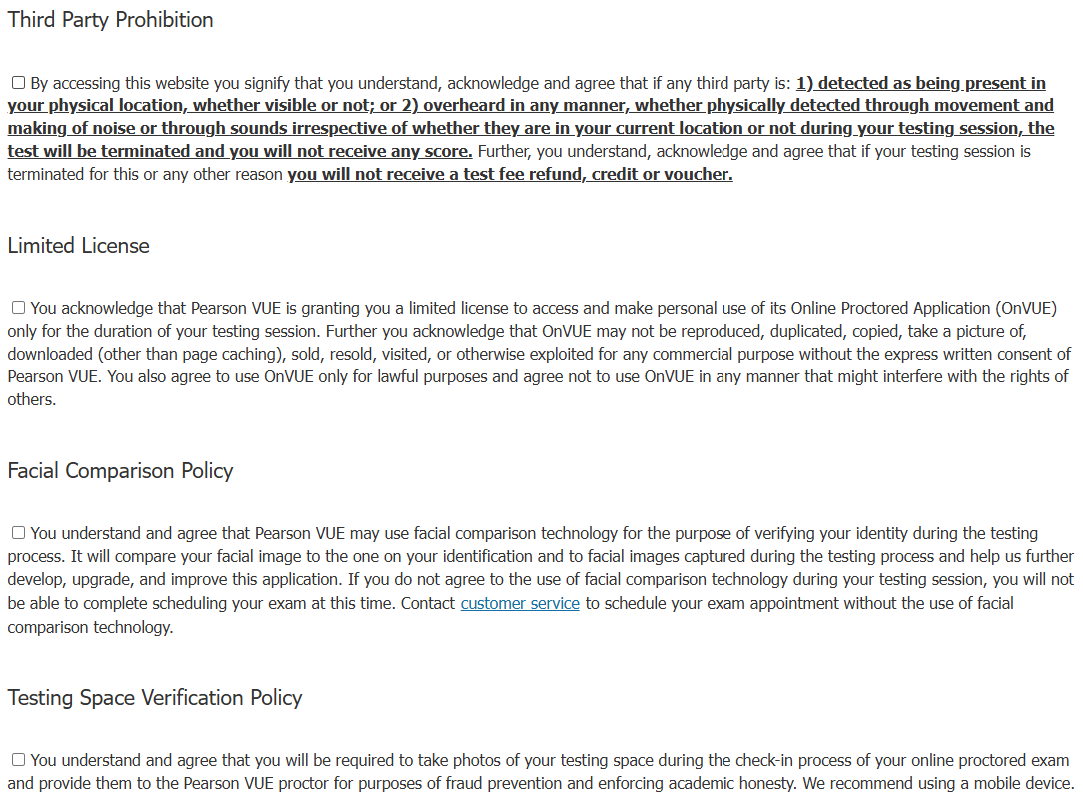 Third Party Prohibition
By accessing this website you signify that you understand, acknowledge and agree that if any third party is: 1) detected as being present in
your physical location, whether visible or not; or 2) overheard in any manner, whether physically detected through movement and
making of noise or through sounds irrespective of whether they are in your current location or not during your testing session, the
test will be terminated and you will not receive any score. Further, you understand, acknowledge and agree that if your testing session is
terminated for this or any other reason you will not receive a test fee refund, credit or voucher.
Limited License
You acknowledge that Pearson VUE is granting you a limited license to access and make personal use of its Online Proctored Application (OnVUE)
only for the duration of your testing session. Further you acknowledge that OnVUE may not be reproduced, duplicated, copied, take a picture of,
downloaded (other than page caching), sold, resold, visited, or otherwise exploited for any commercial purpose without the express written consent of
Pearson VUE. You also agree to use OnVUE only for lawful purposes and agree not to use OnVUE in any manner that might interfere with the rights of
others.
Facial Comparison Policy
You understand and agree that Pearson VUE may use facial comparison technology for the purpose of verifying your identity during the testing
process. It will compare your facial image to the one on your identification and to facial images captured during the testing process and help us further
develop, upgrade, and improve this application. If you do not agree to the use of facial comparison technology during your testing session, you will not
be able to complete scheduling your exam at this time. Contact customer service to schedule your exam appointment without the use of facial
comparison technology.
Testing Space Verification Policy
You understand and agree that you will be required to take photos of your testing space during the check-in process of your online proctored exam
and provide them to the Pearson VUE proctor for purposes of fraud prevention and enforcing academic honesty. We recommend using a mobile device.